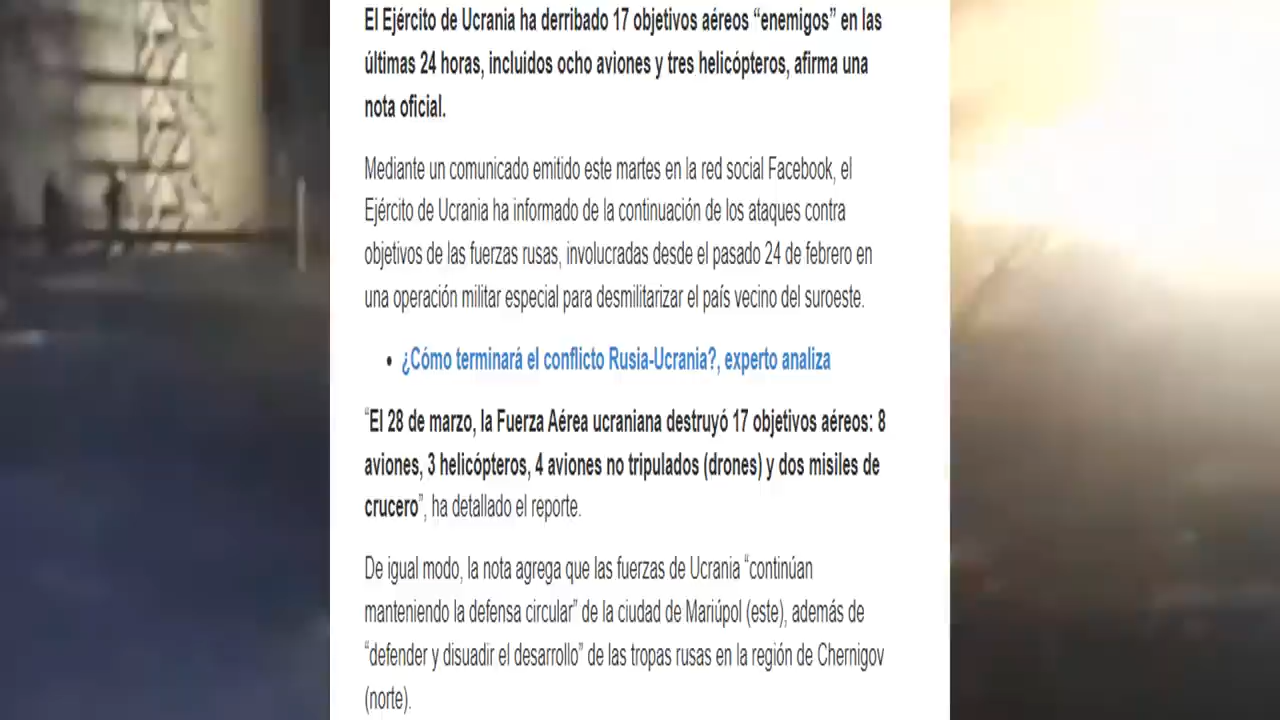 El Ejército de Ucrania ha derribado 17 objetivos aéreos “enemigos” en las
últimas 24 horas, incluidos ocho aviones y tres helicópteros, afirma una
nota oficial.
Mediante un comunicado emitido este martes en la red social Facebook, el
Ejército de Ucrania ha informado de la continuación de los ataques contra
objetivos de las fuerzas rusas, involucradas desde el pasado 24 de febrero en
una operación militar especial para desmilitarizar el país vecino del suroeste.
• ¿Cómo terminará el conflicto Rusia-Ucrania?, experto analiza
“El 28 de marzo, la Fuerza Aérea ucraniana destruyó 17 objetivos aéreos: 8
aviones, 3 helicópteros, 4 aviones no tripulados (drones) y dos misiles de
crucero”, ha detallado el reporte.
De igual modo, la nota agrega que las fuerzas de Ucrania “continúan
manteniendo la defensa circular” de la ciudad de Mariúpol (este), además de
“defender y disuadir el desarrollo” de las tropas rusas en la región de Chernigov
(norte).